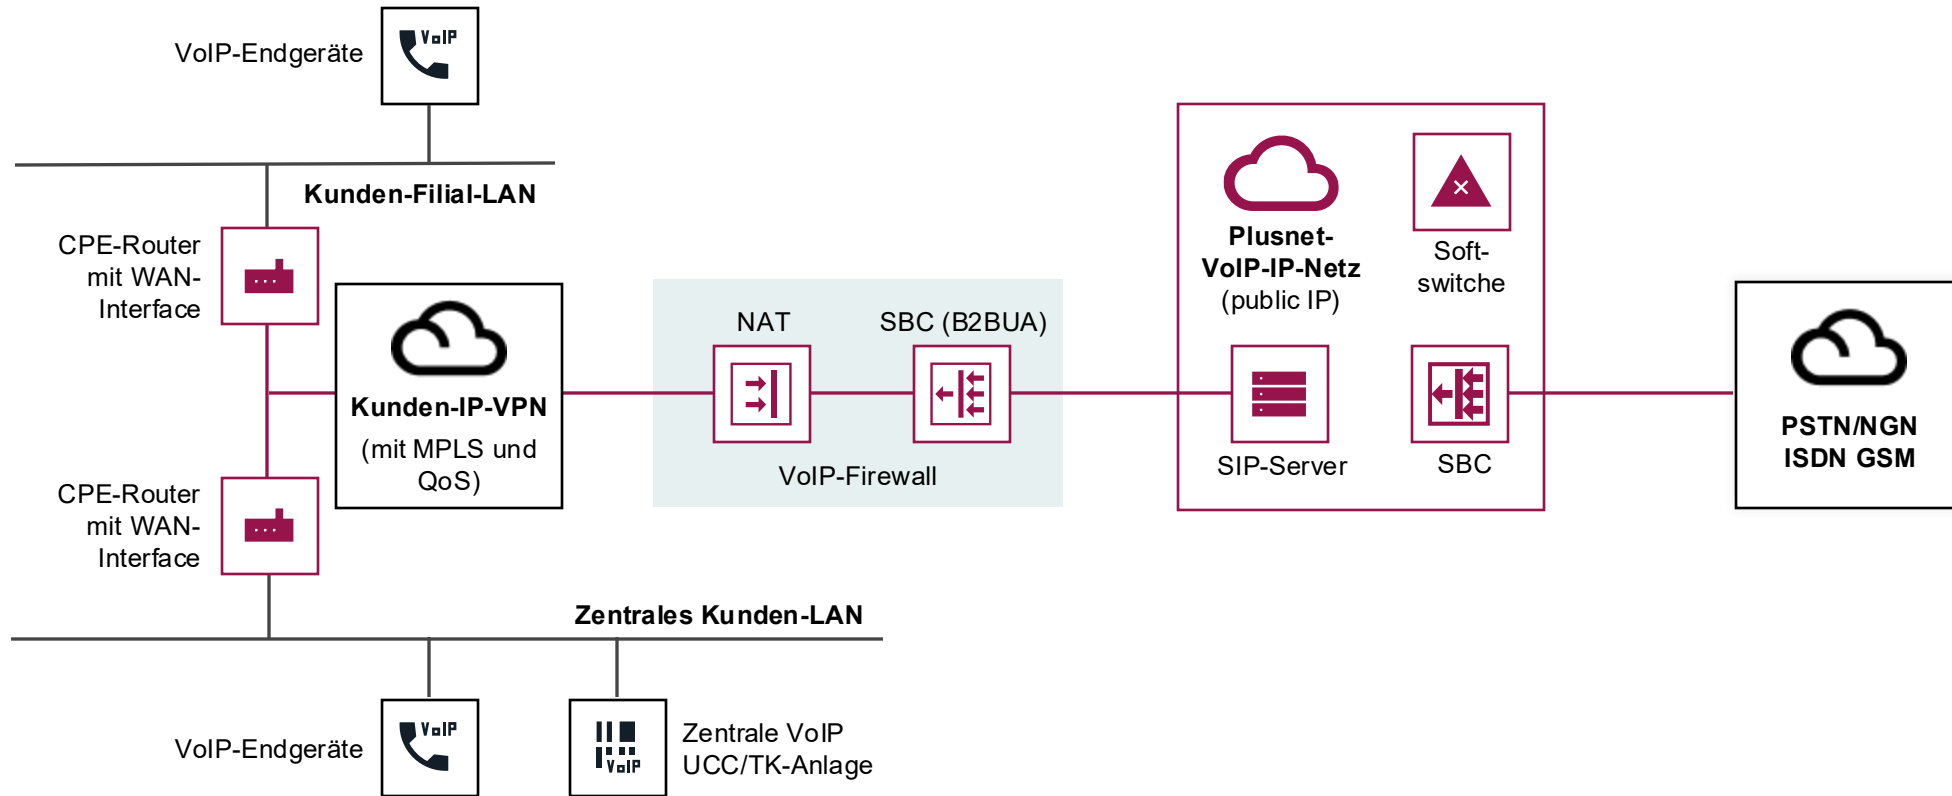 VoIP-Endgeräte
VoIP
Kunden-Filial-LAN
CPE-Router
mit WAN-
Interface
Kunden-IP-VPN
(mit MPLS und
QoS)
NAT
SBC (B2BUA)
VoIP-Firewall
Plusnet-
VoIP-IP-Netz
(public IP)
Soft-
switche
SIP-Server
SBC
PSTN/NGN
ISDN GSM
CPE-Router
mit WAN-
Interface
Zentrales Kunden-LAN
VoIP-Endgeräte
VoIP
VoIP
Zentrale VoIP
UCC/TK-Anlage